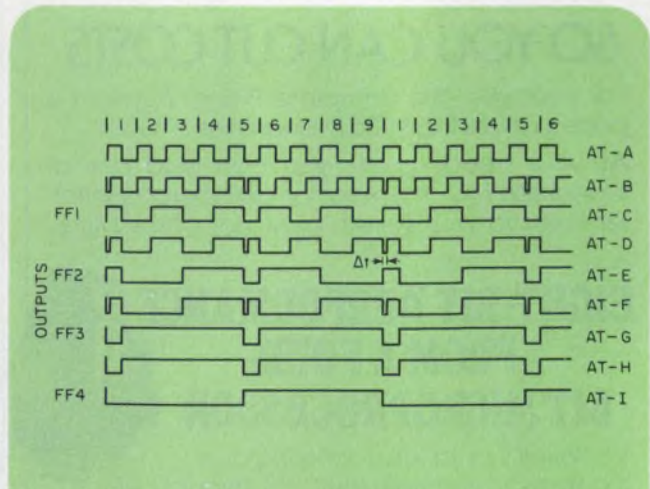 | 1 | 2 | 3 | 4 | 5 | 6 | 7 | 8 | 9 | 1 | 2 | 3 | 4 | 5 | 6
AT-A
AT-B
FF1 AT-C
AT-D
Δt
FF2 AT-E
OUTPUTS
AT-F
FF3 AT-G
AT-H
FF4 AT-I